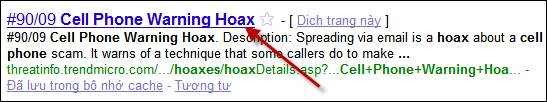 #90/09 Cell Phone Warning Hoax - [ Dịch trang này ]
#90/09 Cell Phone Warning Hoax. Description: Spreading via email is a hoax about a cell
phone scam. It warns of a technique that some callers do to make ...
threatinfo.trendmicro.com/.../hoaxes/hoaxDetails.asp?...Cell+Phone+Warning+Hoa... -
Đã lưu trong bộ nhớ cache - Tương tự